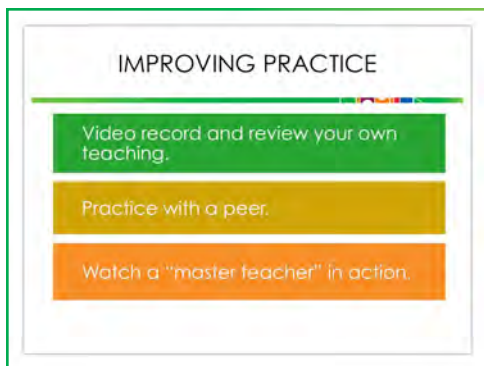 IMPROVING PRACTICE
Video record and review your own
teaching.
Practice with a peer.
Watch a “master teacher” in action.